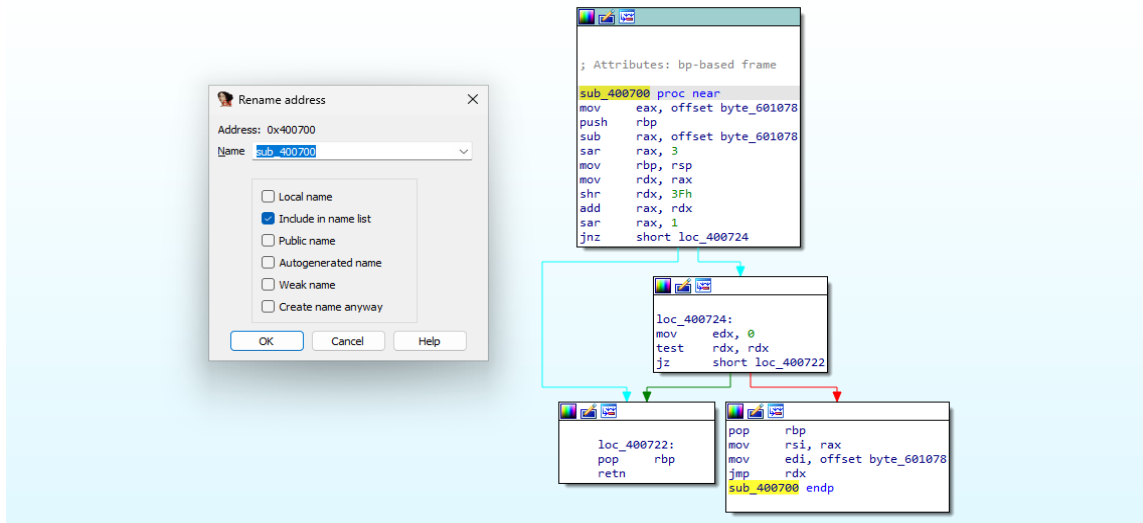 Rename address
Address: 0x400700
Name sub_400700
Local name
Include in name list
Public name
Autogenerated name
Weak name
Create name anyway
OK Cancel Help
; Attributes: bp-based frame
sub_400700 proc near
mov eax, offset byte_601078
push rbp
sub rax, offset byte_601078
sar rax, 3
mov rbp, rsp
mov rdx, rax
shr rdx, 3Fh
add rax, rdx
sar rax, 1
jnz short loc_400724
loc_400724:
mov edx, 0
test rdx, rdx
jz short loc_400722
loc_400722:
pop rbp
retn
pop rbp
mov rsi, rax
mov edi, offset byte_601078
jmp rdx
sub_400700 endp